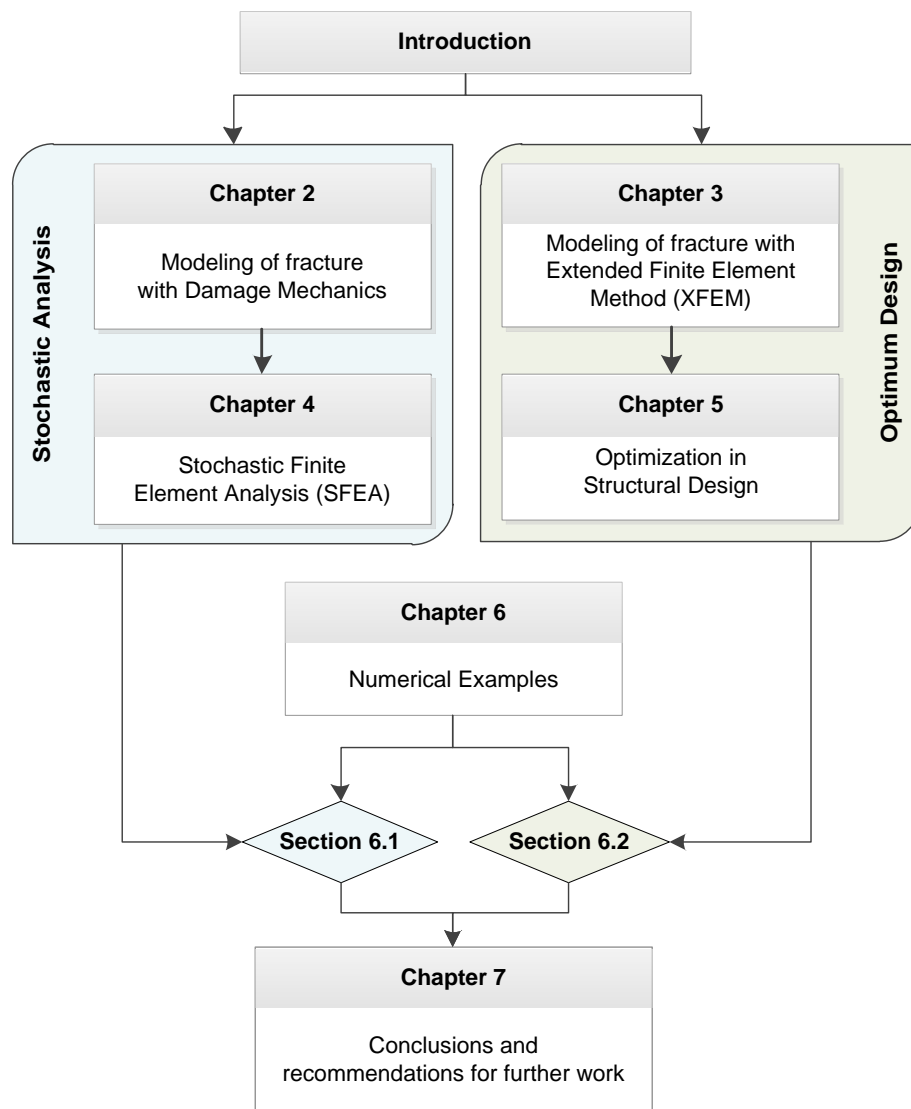 Introduction
Stochastic Analysis
Chapter 2
Modeling of fracture
with Damage Mechanics
Chapter 4
Stochastic Finite
Element Analysis (SFEA)
Chapter 3
Modeling of fracture with
Extended Finite Element
Method (XFEM)
Chapter 5
Optimization in
Structural Design
Optimum Design
Chapter 6
Numerical Examples
Section 6.1
Section 6.2
Chapter 7
Conclusions and
recommendations for further work